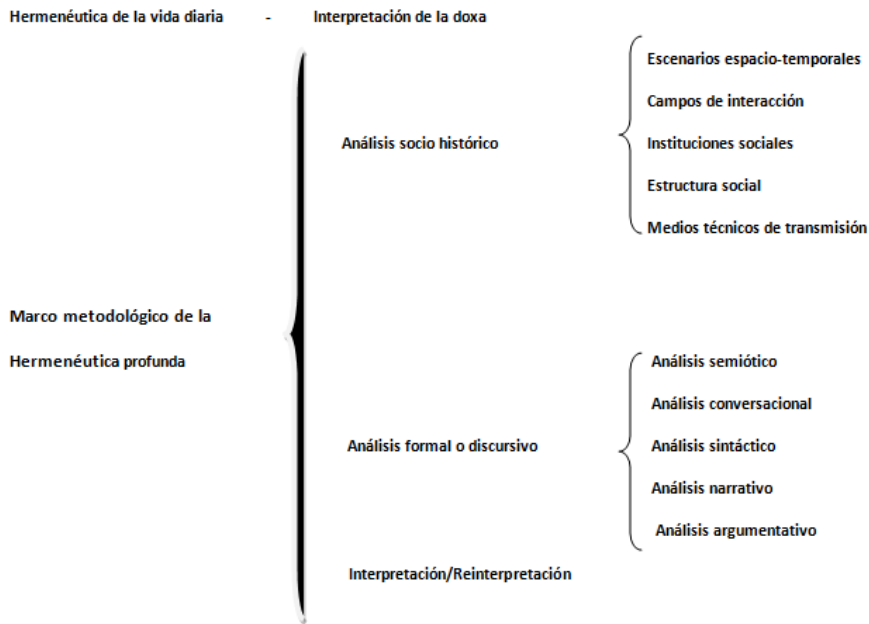 Hermenéutica de la vida diaria - Interpretación de la doxa
Escenarios espacio-temporales
Campos de interacción
Análisis socio histórico
Instituciones sociales
Estructura social
Medios técnicos de transmisión
Marco metodológico de la
Hermenéutica profunda
Análisis semiótico
Análisis conversacional
Análisis formal o discursivo
Análisis sintáctico
Análisis narrativo
Análisis argumentativo
Interpretación/Reinterpretación